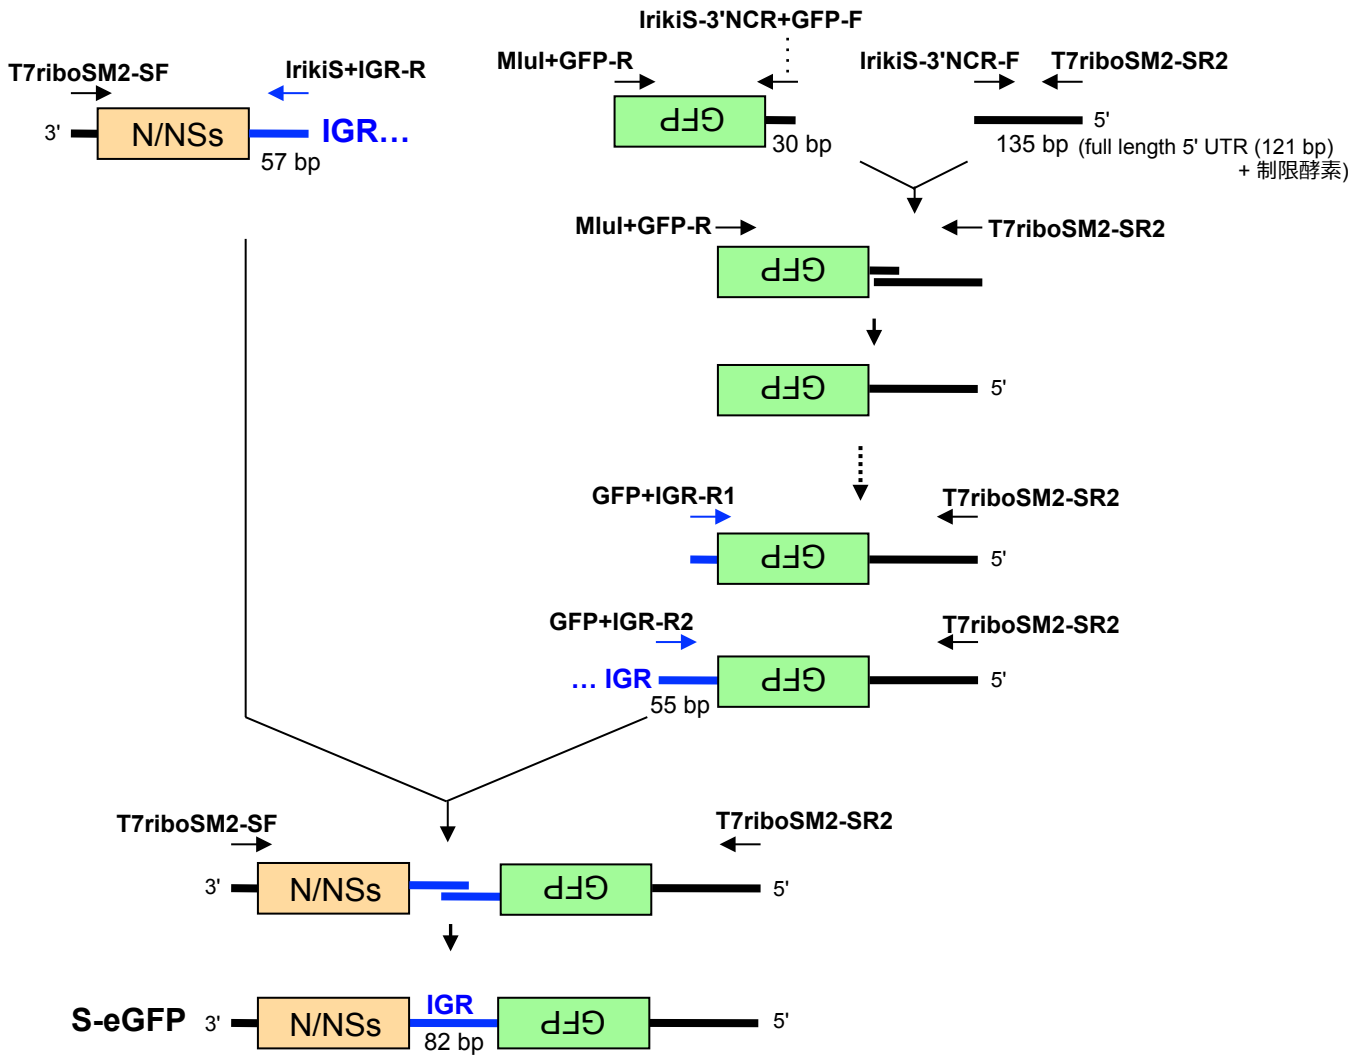 IrikiS-3'NCR+GFP-F
T7riboSM2-SF
IrikiS+IGR-R
MluI+GFP-R
IrikiS-3'NCR-F
T7riboSM2-SR2
3'
N/NSs
IGR...
57 bp
GFP
30 bp
5'
135 bp
(full length 5' UTR (121 bp)
+ 制限酵素)
MluI+GFP-R
T7riboSM2-SR2
GFP
GFP
5'
GFP+IGR-R1
T7riboSM2-SR2
GFP
5'
GFP+IGR-R2
T7riboSM2-SR2
... IGR
GFP
5'
55 bp
T7riboSM2-SF
T7riboSM2-SR2
3'
N/NSs
GFP
5'
S-eGFP
3'
N/NSs
IGR
82 bp
GFP
5'